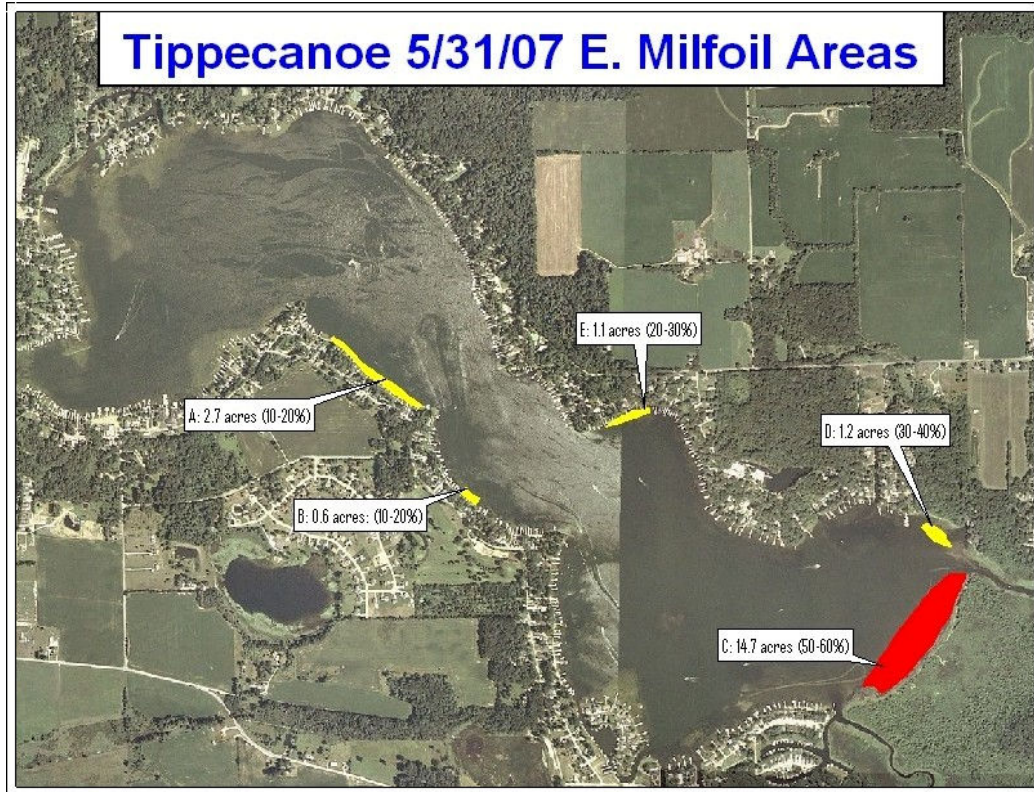 Tippecanoe 5/31/07 E. Milfoil Areas
E: 1.1 acres (20-30%)
A: 2.7 acres (10-20%)
D: 1.2 acres (30-40%)
B: 0.6 acres: (10-20%)
C: 14.7 acres (50-60%)